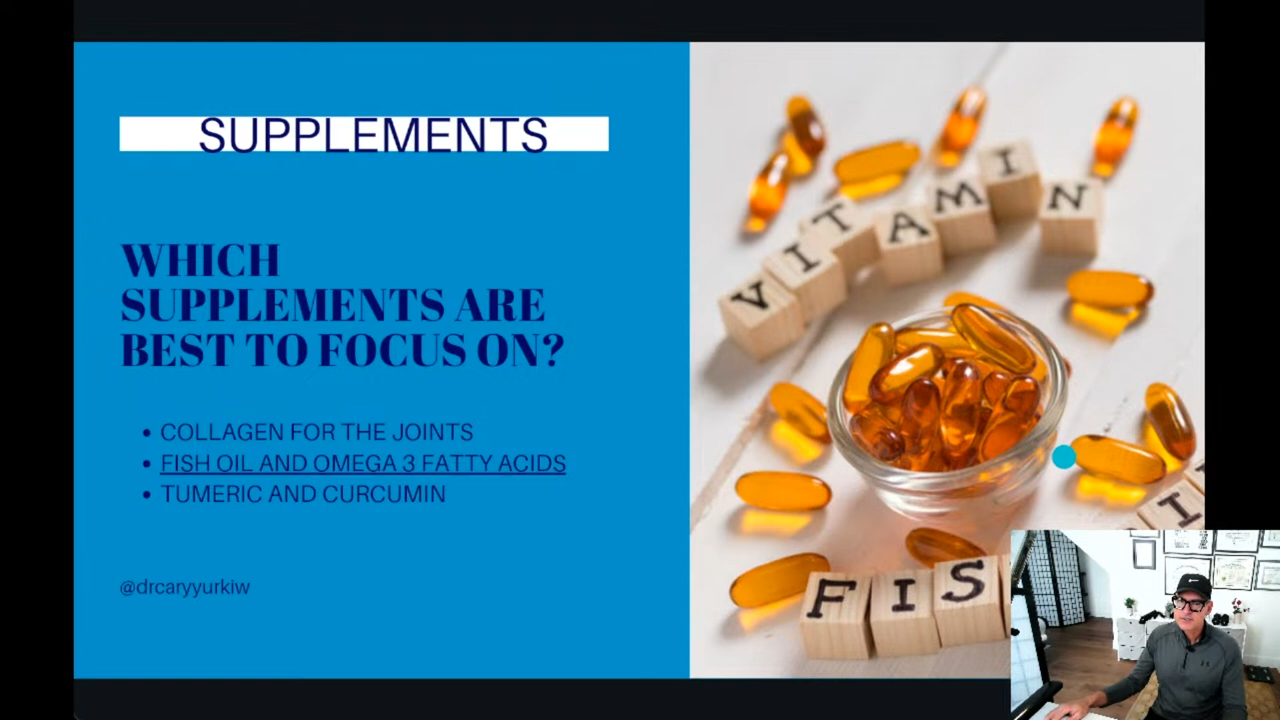 SUPPLEMENTS
WHICH
SUPPLEMENTS ARE
BEST TO FOCUS ON?
• COLLAGEN FOR THE JOINTS
• FISH OIL AND OMEGA 3 FATTY ACIDS
• TUMERIC AND CURCUMIN
@drcaryyurkiw
VITAMIN
I
FIS